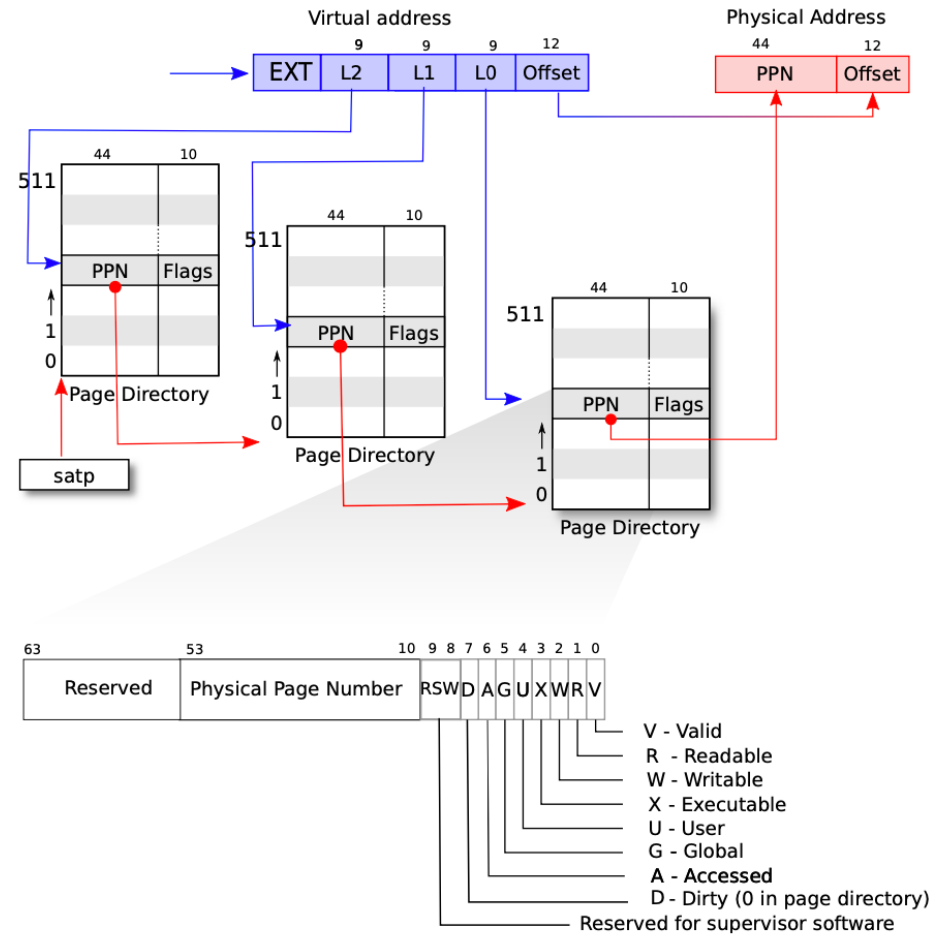 Virtual address
Physical Address
9 9 9 12
44 12
EXT L2 L1 L0 Offset
PPN Offset
44 10
511
PPN Flags
1
0
Page Directory
satp
44 10
511
PPN Flags
1
0
Page Directory
44 10
511
PPN Flags
1
0
Page Directory
63 53 10 9 8 7 6 5 4 3 2 1 0
Reserved Physical Page Number RSW D A G U X W R V
V - Valid
R - Readable
W - Writable
X - Executable
U - User
G - Global
A - Accessed
D - Dirty (0 in page directory)
Reserved for supervisor software